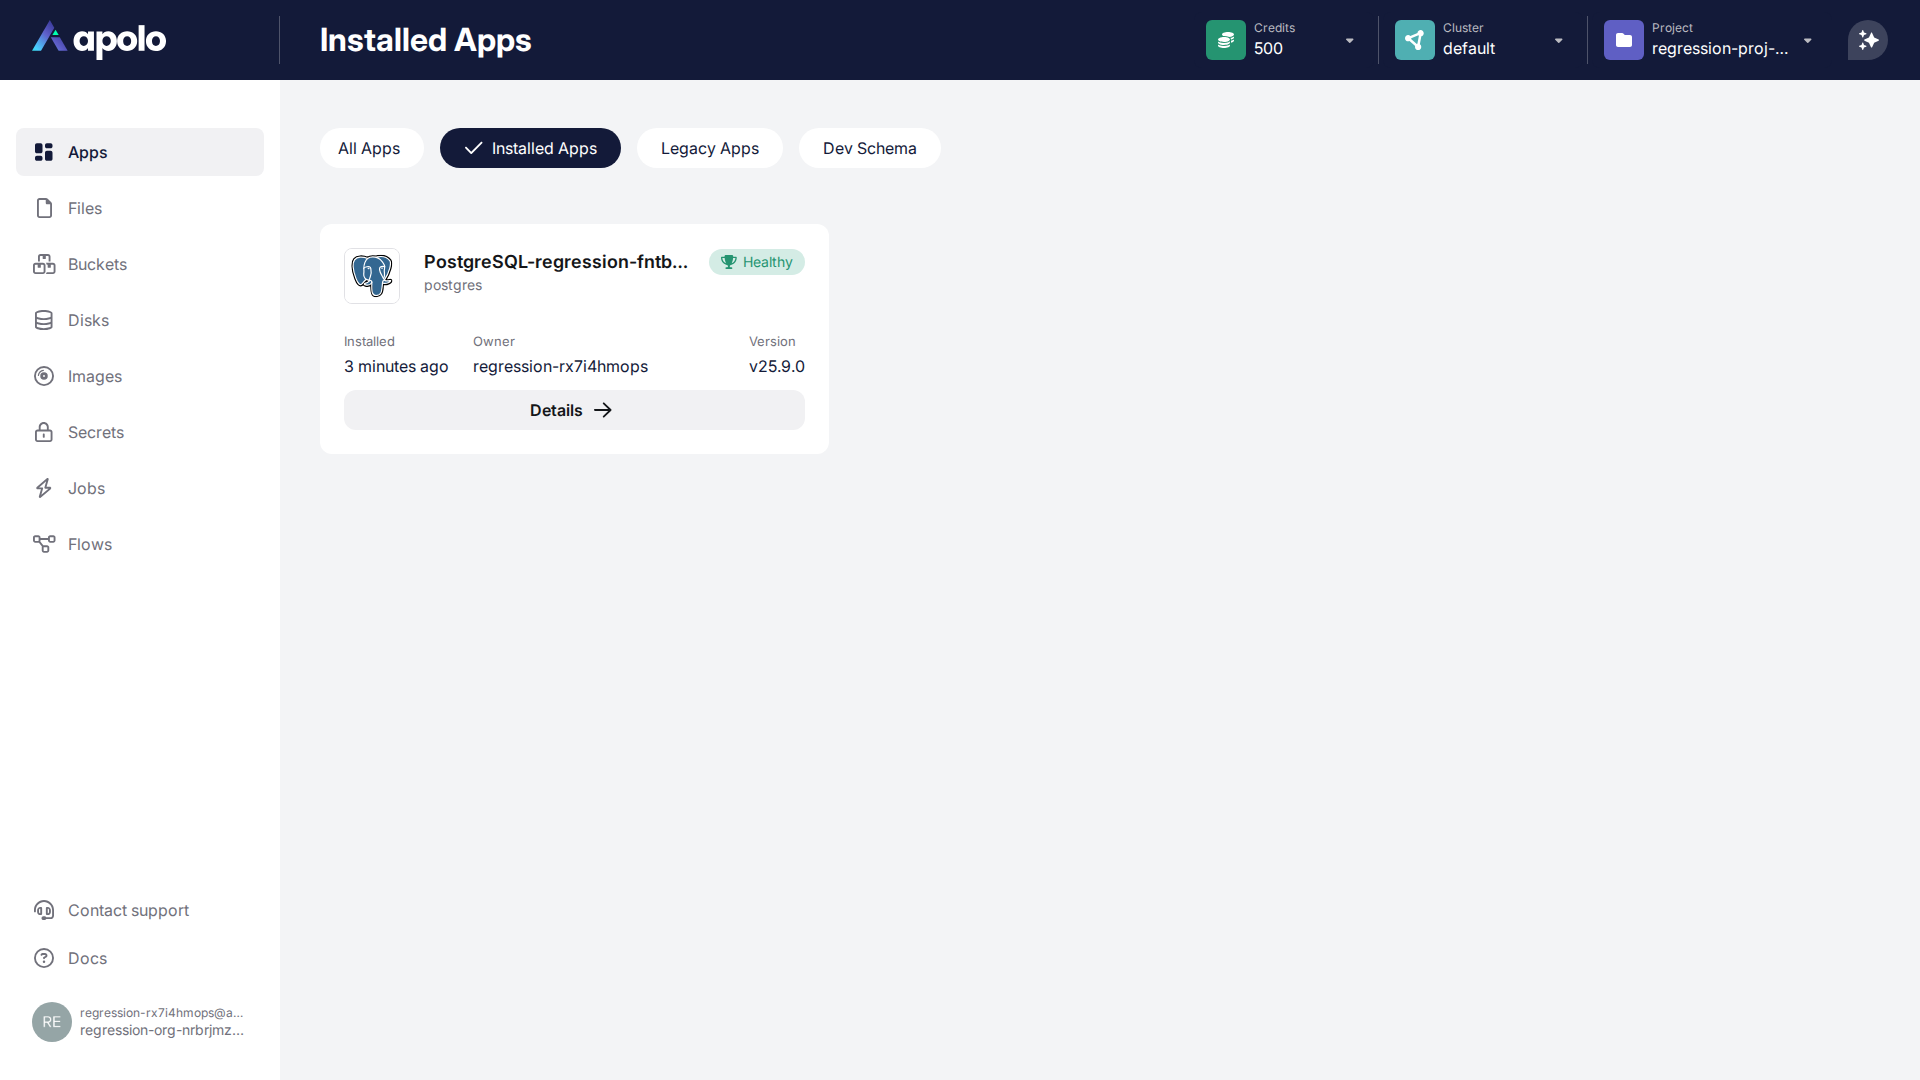 apolo
Installed Apps
Credits
500
Cluster
default
Project
regression-proj-...
Apps
Files
Buckets
Disks
Images
Secrets
Jobs
Flows
All Apps
Installed Apps
Legacy Apps
Dev Schema
PostgreSQL-regression-fntb...
Healthy
postgres
Installed
Owner
Version
3 minutes ago
regression-rx7i4hmops
v25.9.0
Details
Contact support
Docs
RE
regression-rx7i4hmops@a...
regression-org-nrbrjmz...